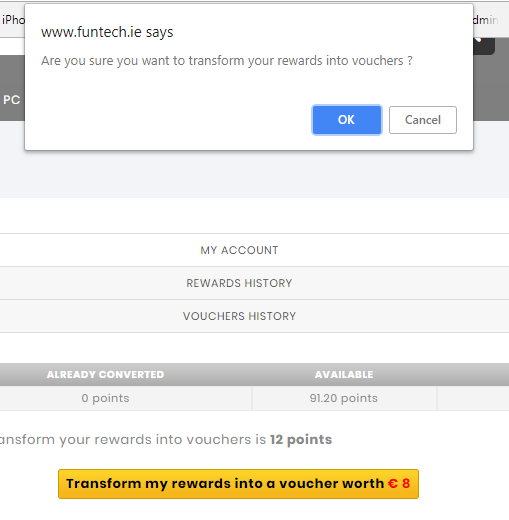 www.funtech.ie says
Are you sure you want to transform your rewards into vouchers ?
OK Cancel
PC
MY ACCOUNT
REWARDS HISTORY
VOUCHERS HISTORY
ALREADY CONVERTED AVAILABLE
0 points 91.20 points
ansform your rewards into vouchers is 12 points
Transform my rewards into a voucher worth € 8